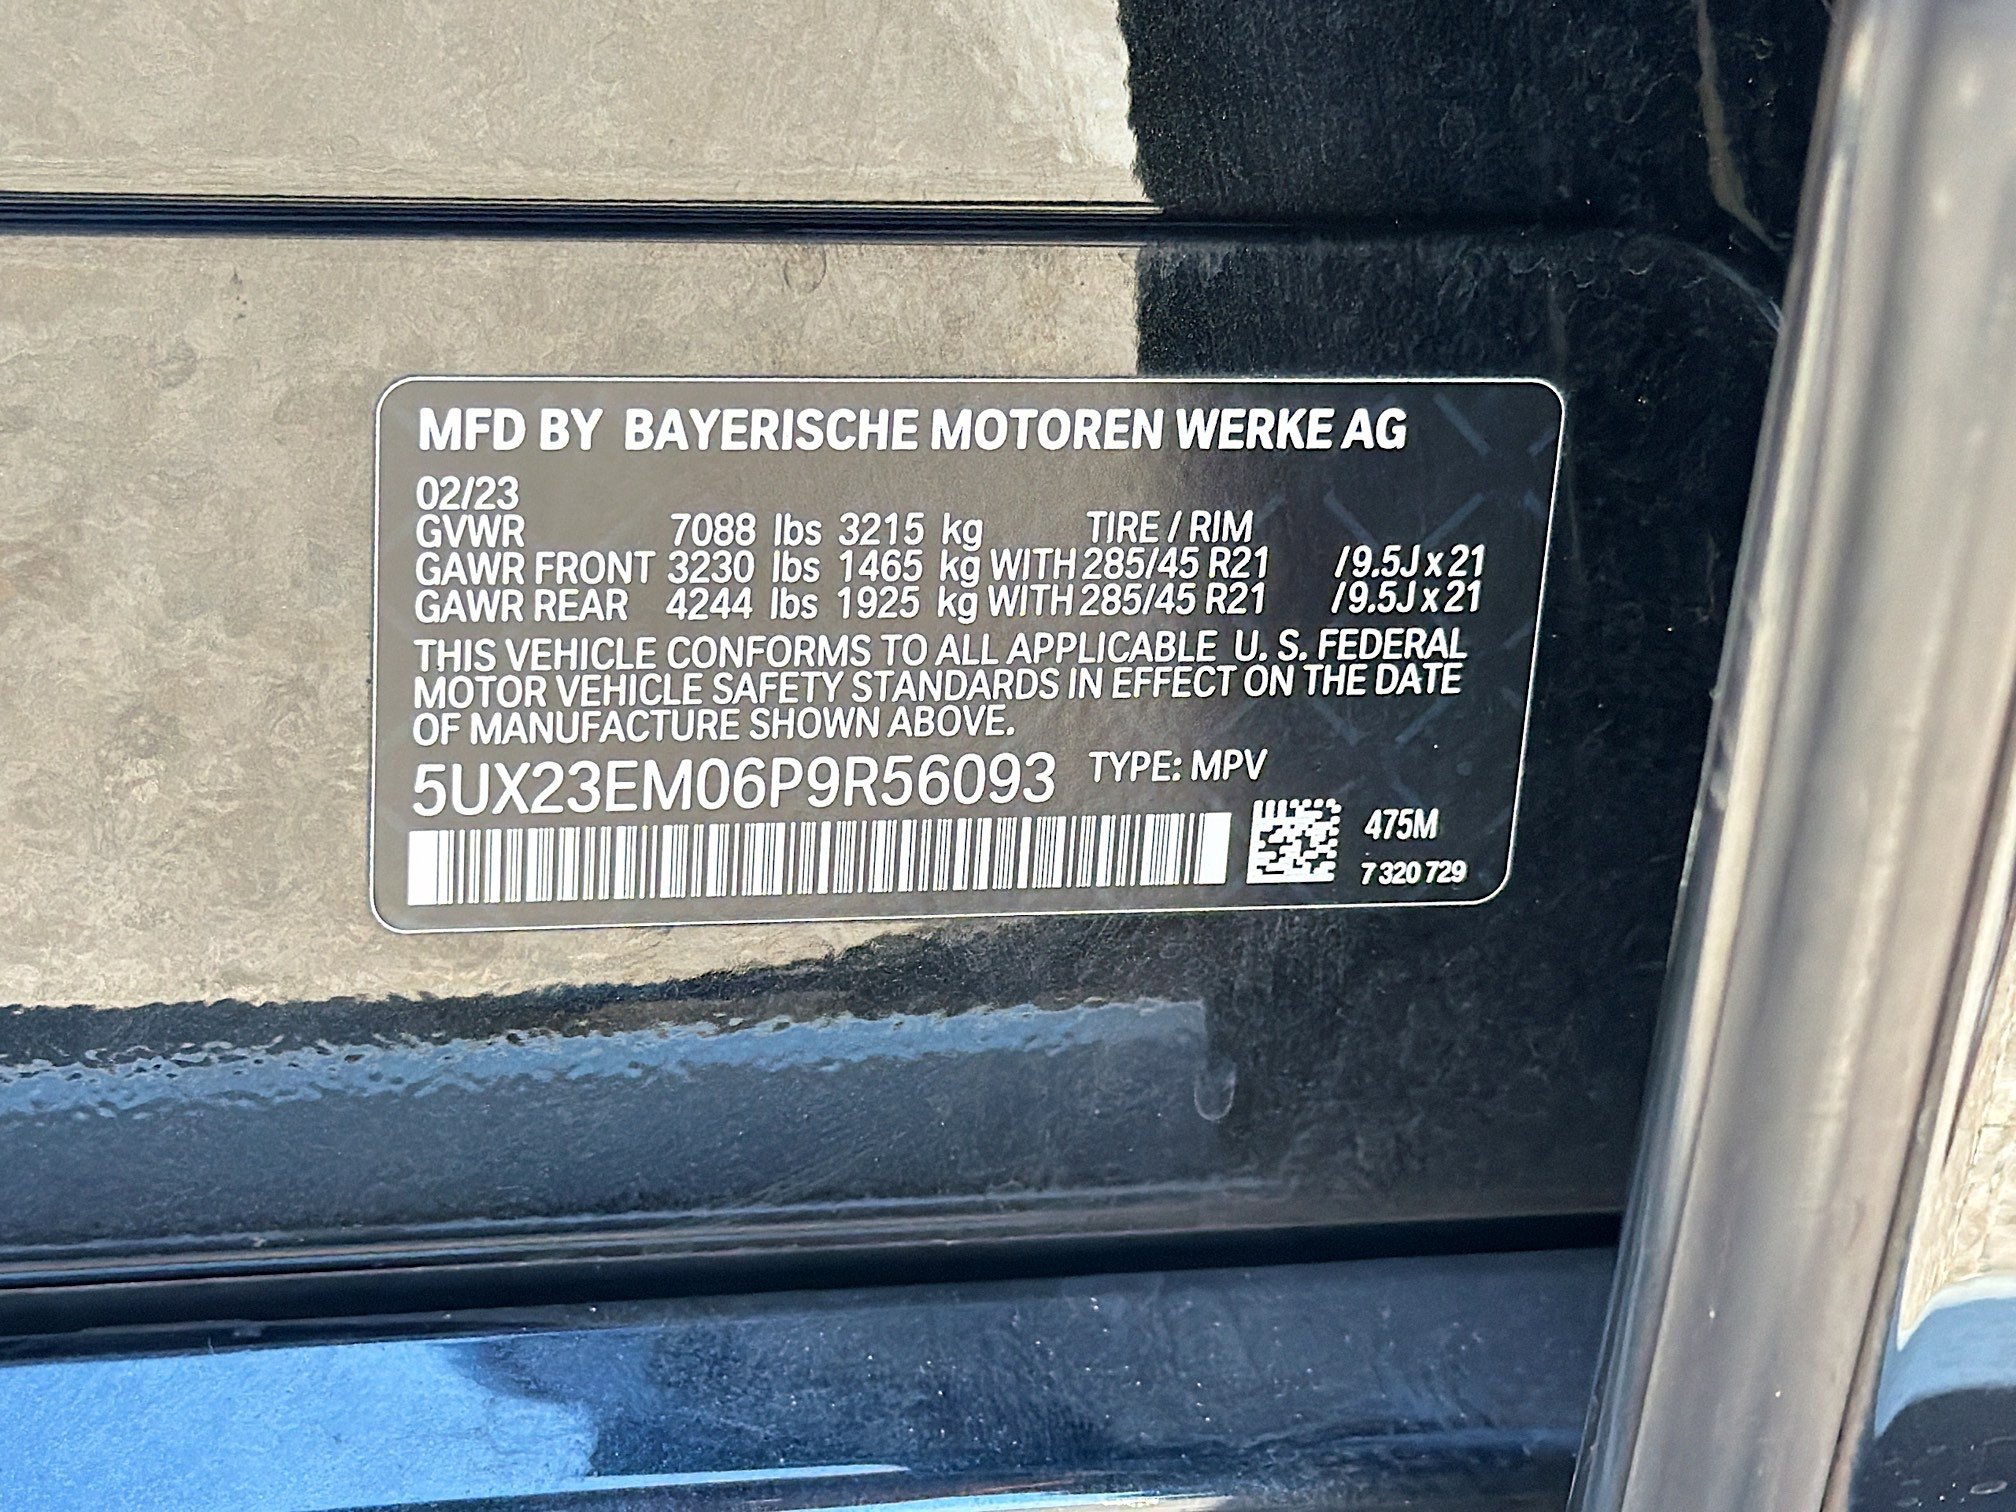 MFD BY BAYERISCHE MOTOREN WERKE AG
02/23
GVWR 7088 lbs 3215 kg TIRE / RIM
GAWR FRONT 3230 lbs 1465 kg WITH 285/45 R21 /9.5J x 21
GAWR REAR 4244 lbs 1925 kg WITH 285/45 R21 /9.5J x 21
THIS VEHICLE CONFORMS TO ALL APPLICABLE U. S. FEDERAL
MOTOR VEHICLE SAFETY STANDARDS IN EFFECT ON THE DATE
OF MANUFACTURE SHOWN ABOVE.
5UX23EM06P9R56093 TYPE: MPV
475M
7 320 729